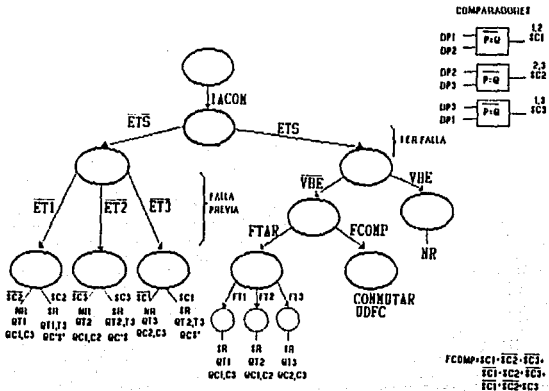 COMPARADORES
DP1
DP2
P=Q
1,2
SC1
DP2
DP3
P=Q
2,3
SC2
DP3
DP1
P=Q
1,3
SC3
IACOM
ETS
ETS
1ER FALLA
VBE
VBE
ET1
ET2
ET3
FALLA
PREVIA
FTAR
FCOMP
NR
CONMUTAR
UDFC
FT1
FT2
FT3
SC2
SC2
SC3
SC3
SC1
SC1
NR
SR
NR
SR
NR
SR
QT1
QT1,T3
QT2
QT2,T3
QT3
QT2,T3
QC1,C3
QC'S'
QC1,C2
QC'S
QC2,C3
QCS'
SR
SR
SR
QT1
QT2
QT3
QC1,C3
QC1,C2
QC2,C3
FCOMP=SC1·SC2·SC3+
SC1·SC2·SC3+
SC1·SC2·SC3